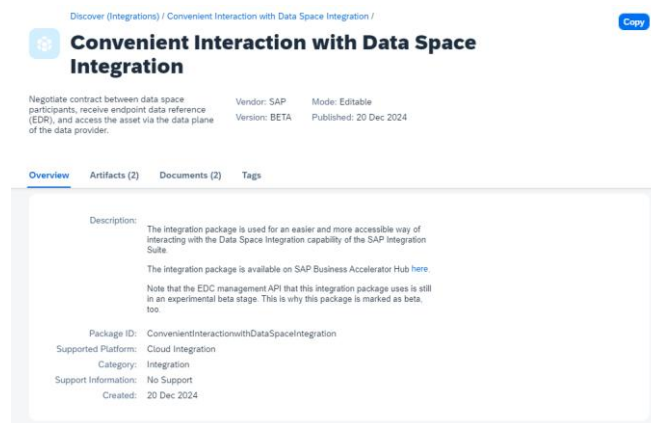 Discover (Integrations) / Convenient Interaction with Data Space Integration /
Copy
Convenient Interaction with Data Space
Integration
Negotiate contract between data space
participants, receive endpoint data reference
(EDR), and access the asset via the data plane
of the data provider.
Vendor: SAP
Mode: Editable
Version: BETA
Published: 20 Dec 2024
Overview
Artifacts (2)
Documents (2)
Tags
Description:
The integration package is used for an easier and more accessible way of
interacting with the Data Space Integration capability of the SAP Integration
Suite.
The integration package is available on SAP Business Accelerator Hub here.
Note that the EDC management API that this integration package uses is still
in an experimental beta stage. This is why this package is marked as beta,
too.
Package ID: ConvenientInteractionwithDataSpaceIntegration
Supported Platform: Cloud Integration
Category: Integration
Support Information: No Support
Created: 20 Dec 2024